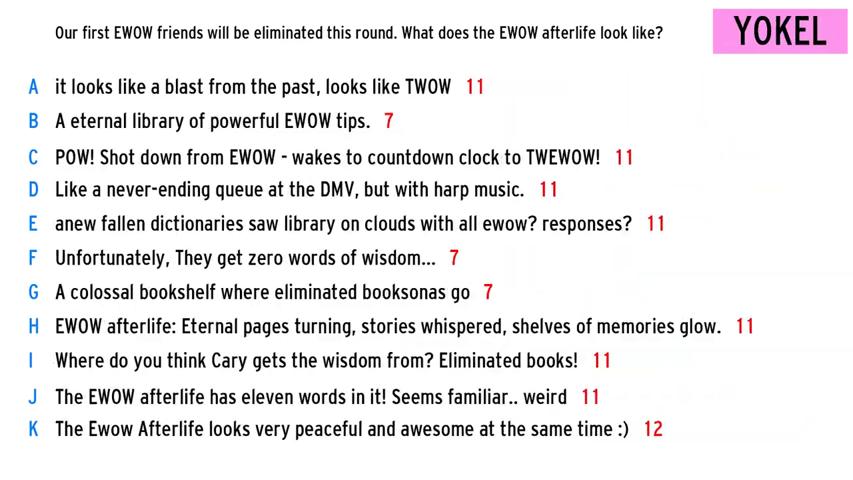 Our first EWOW friends will be eliminated this round. What does the EWOW afterlife look like?
YOKEL
A it looks like a blast from the past, looks like TWOW 11
B A eternal library of powerful EWOW tips. 7
C POW! Shot down from EWOW - wakes to countdown clock to TWEWOW! 11
D Like a never-ending queue at the DMV, but with harp music. 11
E anew fallen dictionaries saw library on clouds with all ewow? responses? 11
F Unfortunately, They get zero words of wisdom... 7
G A colossal bookshelf where eliminated booksonas go 7
H EWOW afterlife: Eternal pages turning, stories whispered, shelves of memories glow. 11
I Where do you think Cary gets the wisdom from? Eliminated books! 11
J The EWOW afterlife has eleven words in it! Seems familiar.. weird 11
K The Ewow Afterlife looks very peaceful and awesome at the same time :) 12